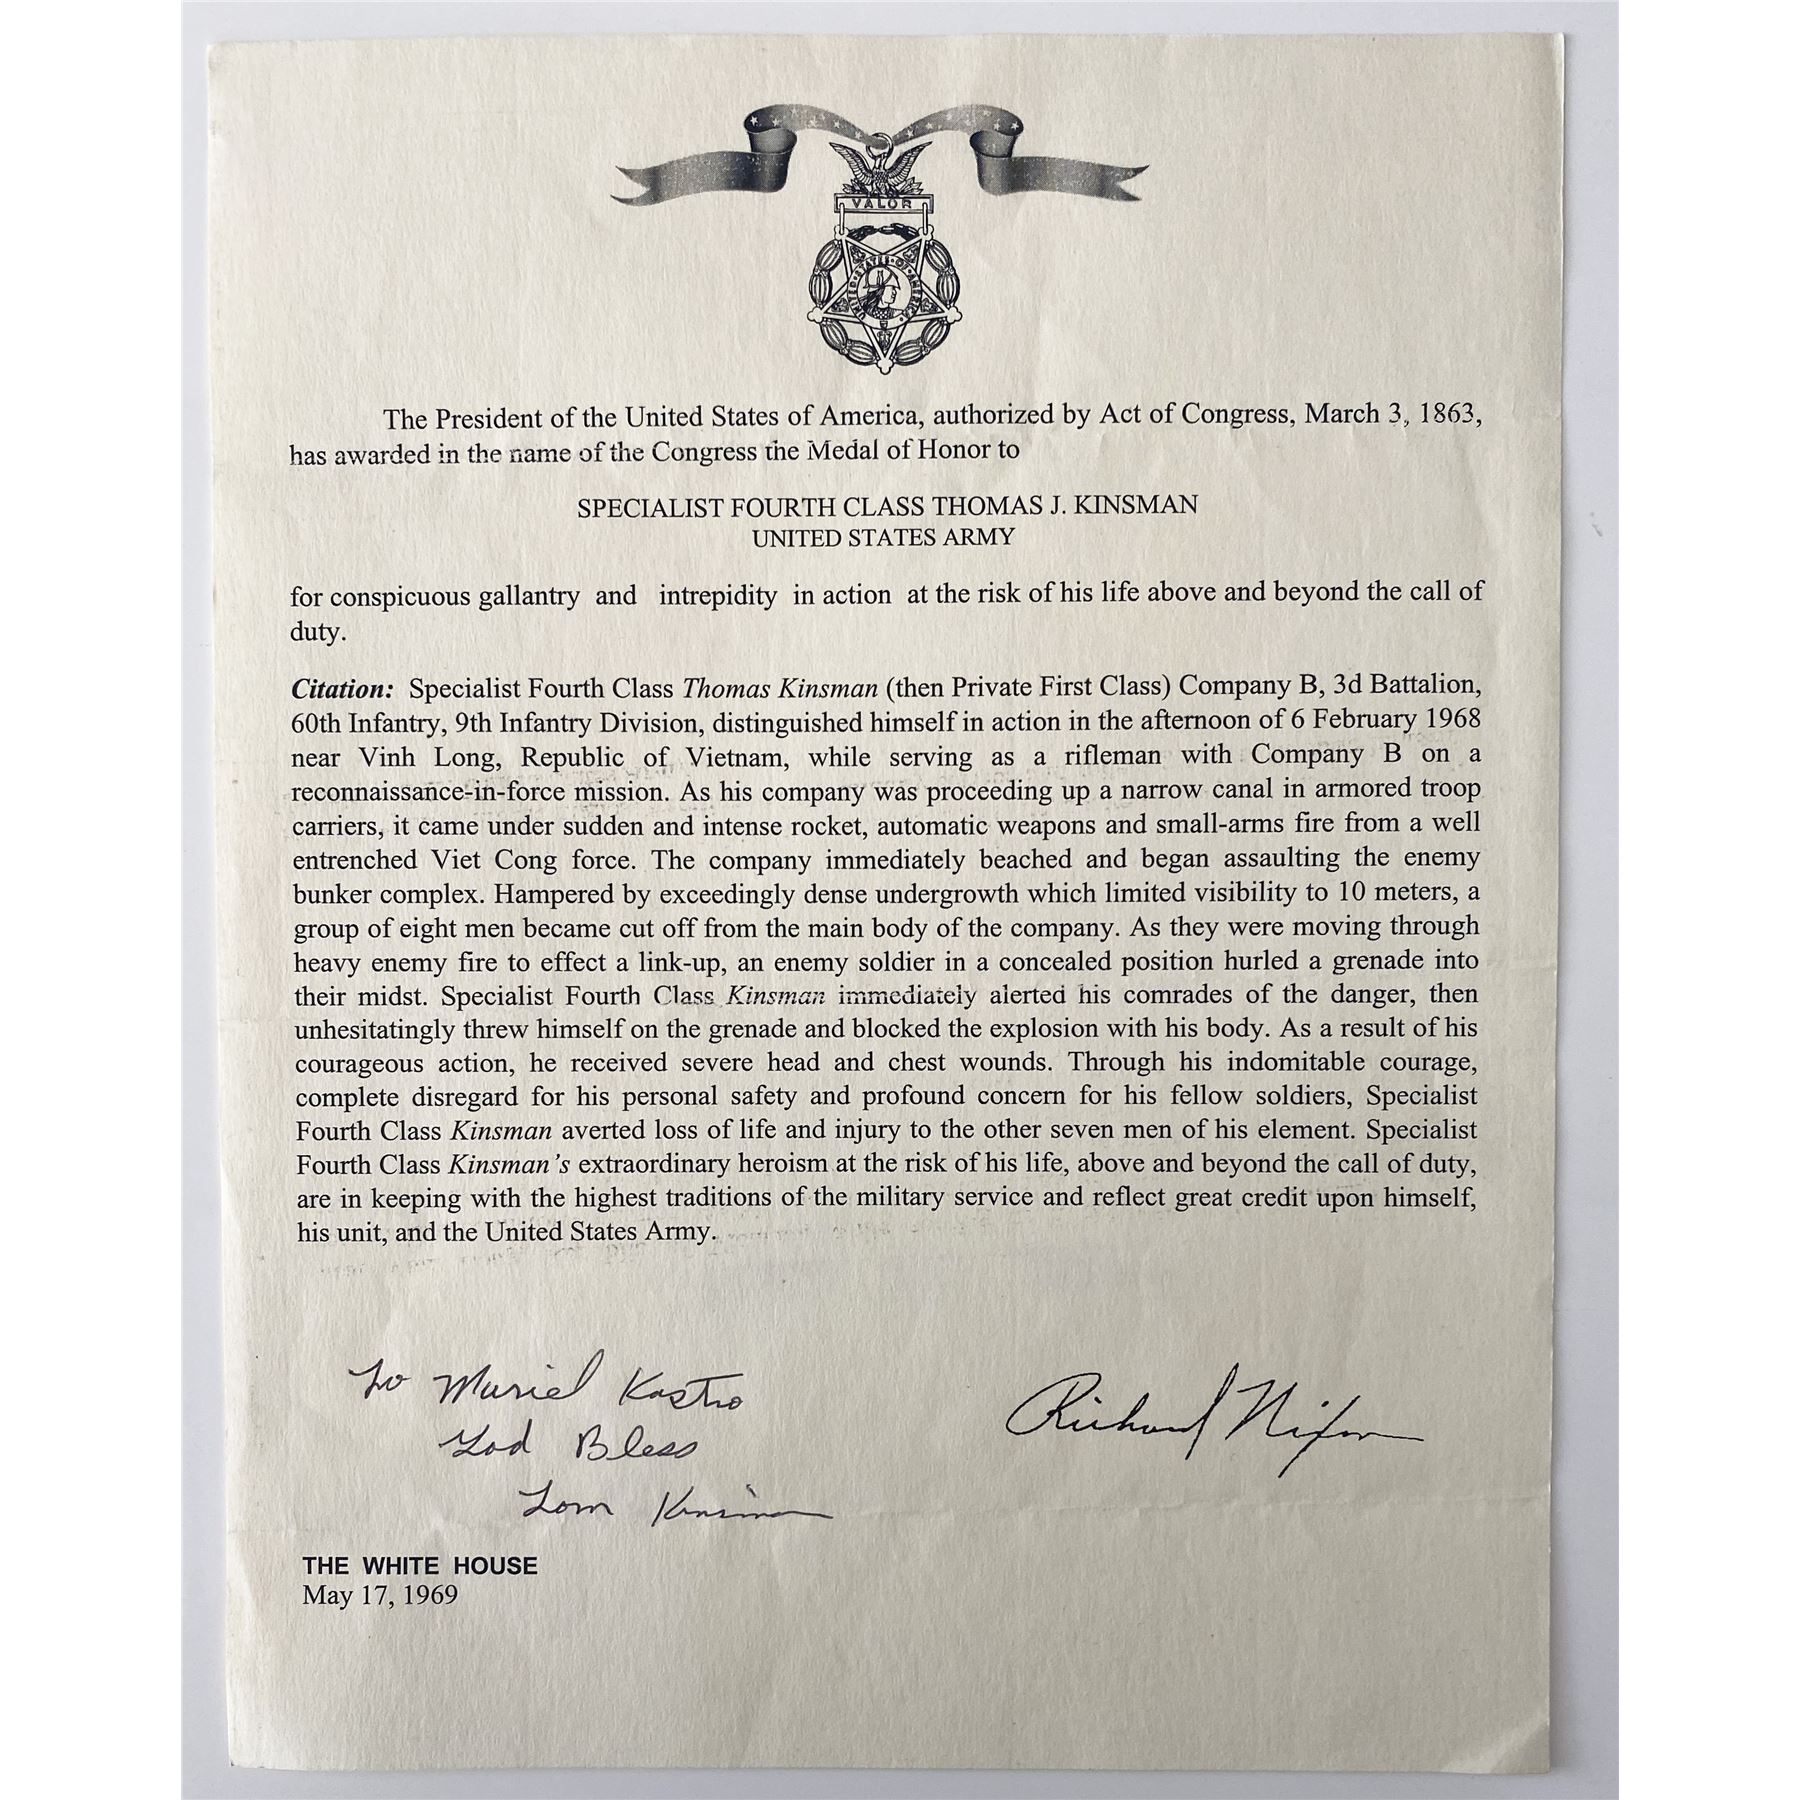 VALOR
UNITED STATES OF AMERICA
The President of the United States of America, authorized by Act of Congress, March 3, 1863,
has awarded in the name of the Congress the Medal of Honor to
SPECIALIST FOURTH CLASS THOMAS J. KINSMAN
UNITED STATES ARMY
for conspicuous gallantry and intrepidity in action at the risk of his life above and beyond the call of
duty.
Citation: Specialist Fourth Class Thomas Kinsman (then Private First Class) Company B, 3d Battalion,
60th Infantry, 9th Infantry Division, distinguished himself in action in the afternoon of 6 February 1968
near Vinh Long, Republic of Vietnam, while serving as a rifleman with Company B on a
reconnaissance-in-force mission. As his company was proceeding up a narrow canal in armored troop
carriers, it came under sudden and intense rocket, automatic weapons and small-arms fire from a well
entrenched Viet Cong force. The company immediately beached and began assaulting the enemy
bunker complex. Hampered by exceedingly dense undergrowth which limited visibility to 10 meters, a
group of eight men became cut off from the main body of the company. As they were moving through
heavy enemy fire to effect a link-up, an enemy soldier in a concealed position hurled a grenade into
their midst. Specialist Fourth Class Kinsman immediately alerted his comrades of the danger, then
unhesitatingly threw himself on the grenade and blocked the explosion with his body. As a result of his
courageous action, he received severe head and chest wounds. Through his indomitable courage,
complete disregard for his personal safety and profound concern for his fellow soldiers, Specialist
Fourth Class Kinsman averted loss of life and injury to the other seven men of his element. Specialist
Fourth Class Kinsman's extraordinary heroism at the risk of his life, above and beyond the call of duty,
are in keeping with the highest traditions of the military service and reflect great credit upon himself,
his unit, and the United States Army.
To Muriel Kastro
God Bless
Tom Kinsman
Richard Nixon
THE WHITE HOUSE
May 17, 1969